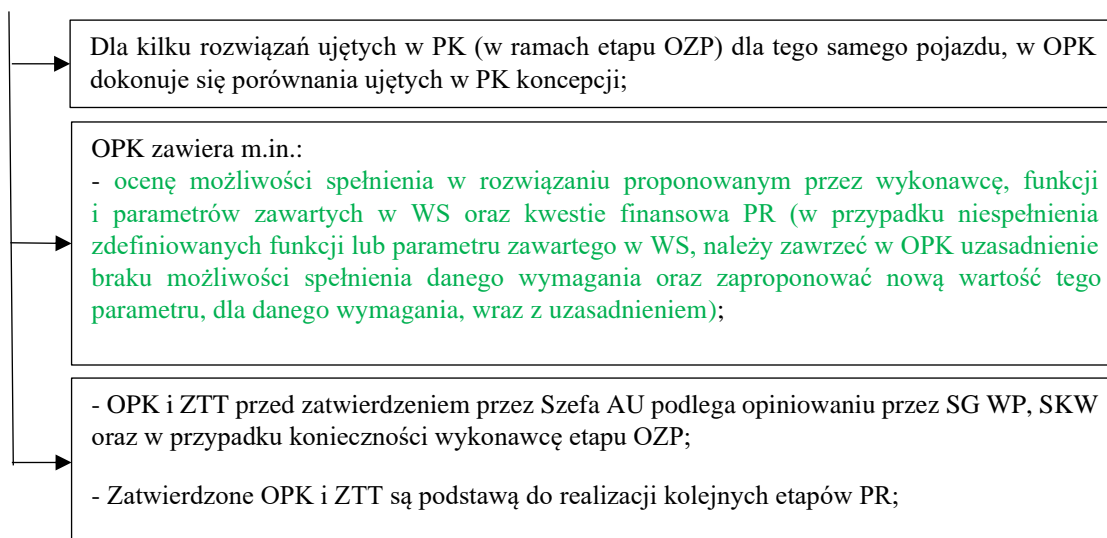 Dla kilku rozwiązań ujętych w PK (w ramach etapu OZP) dla tego samego pojazdu, w OPK
dokonuje się porównania ujętych w PK koncepcji;
OPK zawiera m.in.:
- ocenę możliwości spełnienia w rozwiązaniu proponowanym przez wykonawcę, funkcji
i parametrów zawartych w WS oraz kwestie finansowa PR (w przypadku niespełnienia
zdefiniowanych funkcji lub parametru zawartego w WS, należy zawrzeć w OPK uzasadnienie
braku możliwości spełnienia danego wymagania oraz zaproponować nową wartość tego
parametru, dla danego wymagania, wraz z uzasadnieniem);
- OPK i ZTT przed zatwierdzeniem przez Szefa AU podlega opiniowaniu przez SG WP, SKW
oraz w przypadku konieczności wykonawcę etapu OZP;
- Zatwierdzone OPK i ZTT są podstawą do realizacji kolejnych etapów PR;